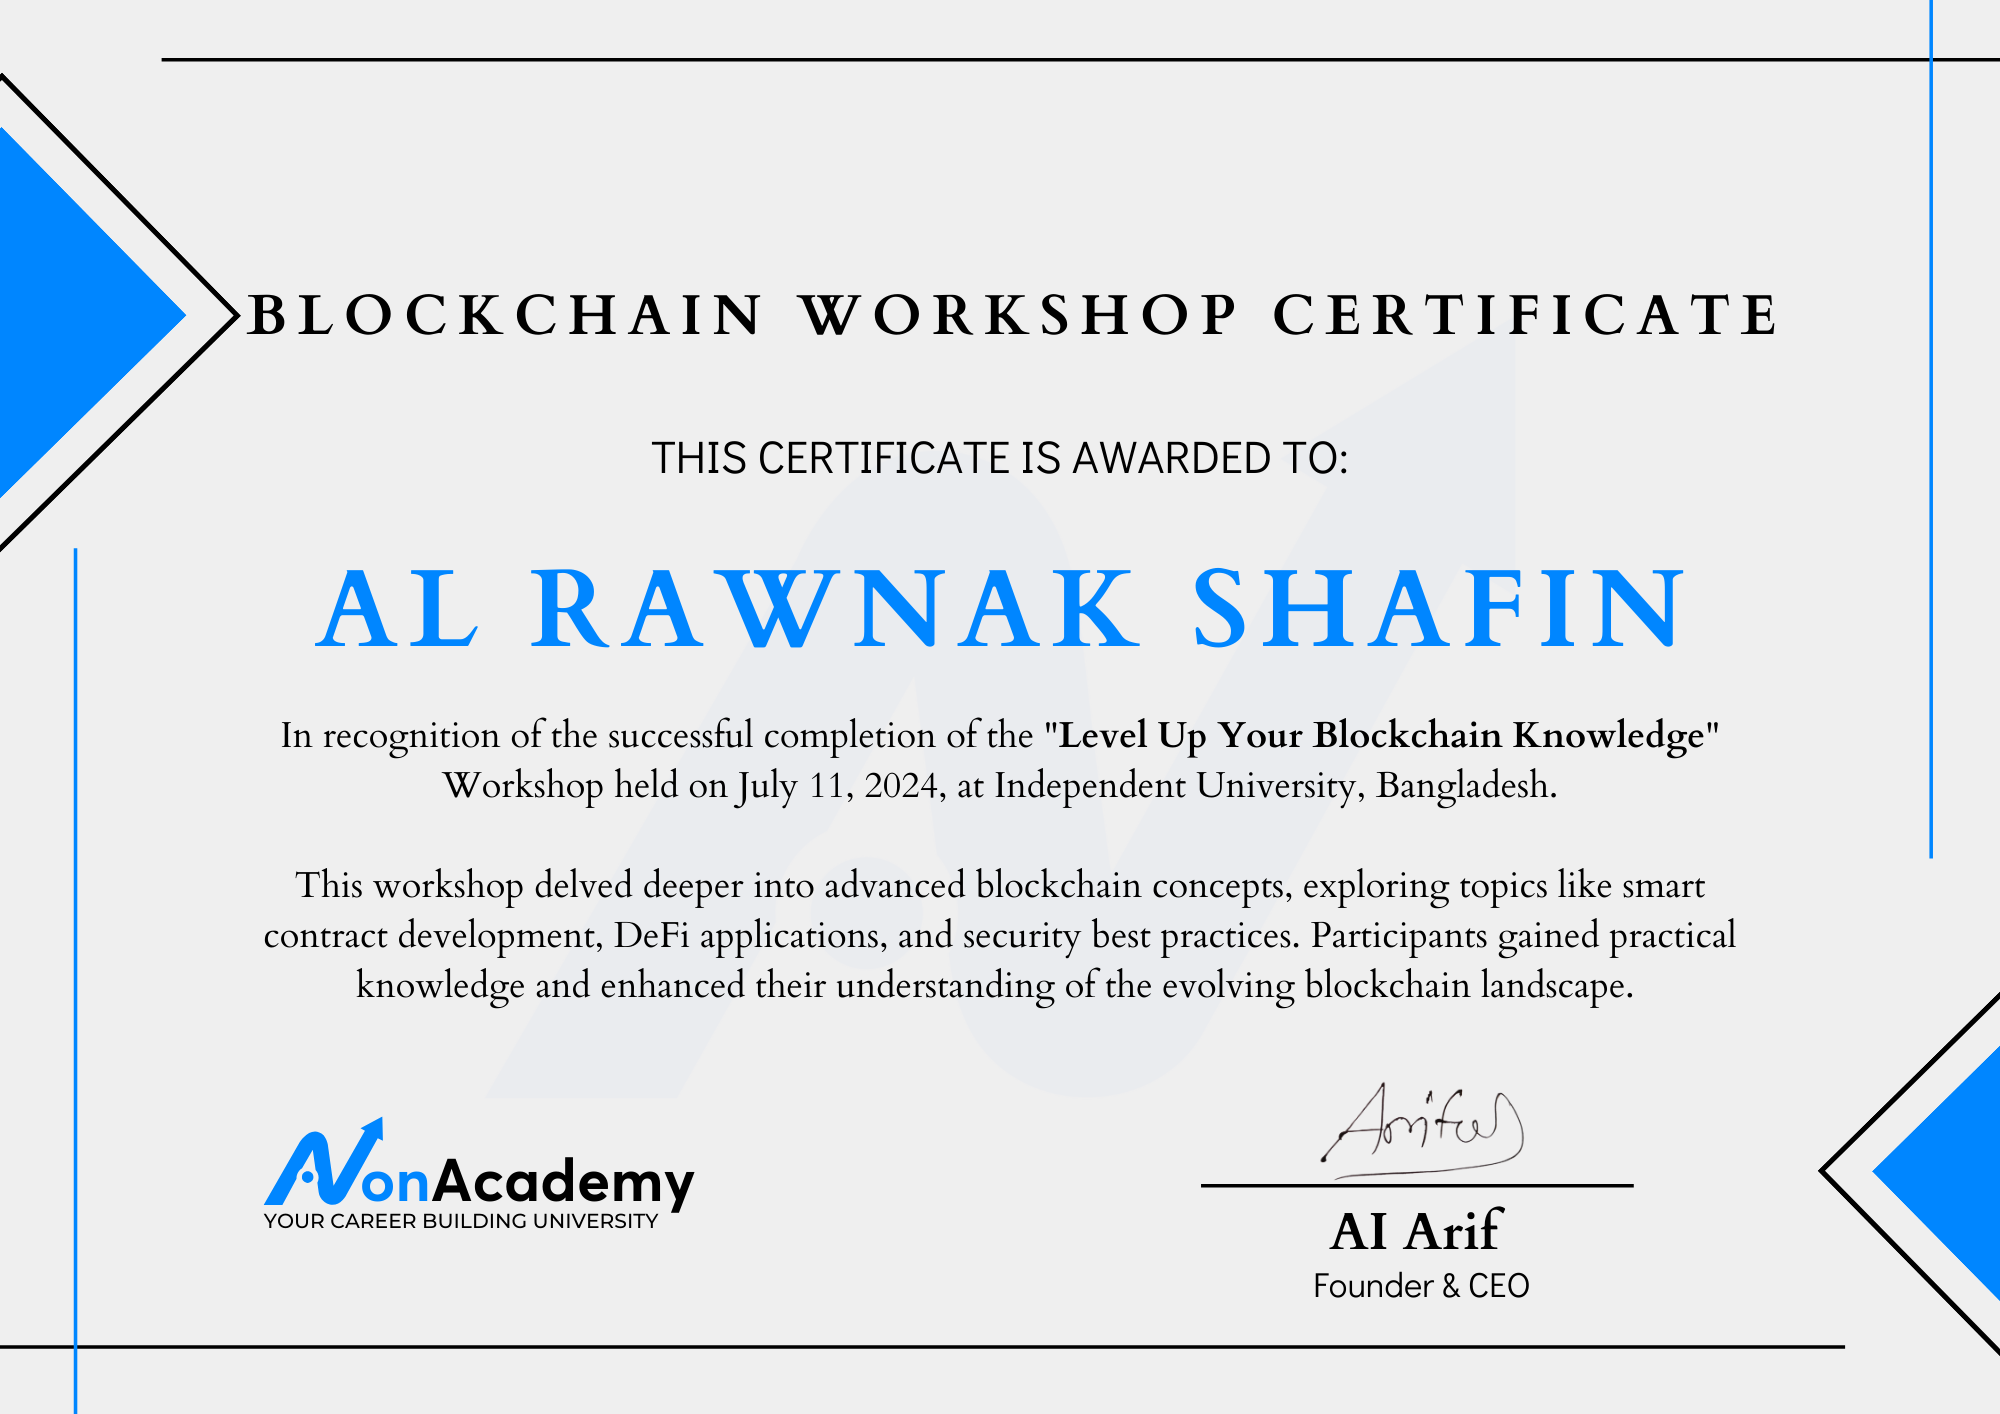 BLOCKCHAIN WORKSHOP CERTIFICATE
THIS CERTIFICATE IS AWARDED TO:
AL RAWNAK SHAFIN
In recognition of the successful completion of the "Level Up Your Blockchain Knowledge"
Workshop held on July 11, 2024, at Independent University, Bangladesh.
This workshop delved deeper into advanced blockchain concepts, exploring topics like smart
contract development, DeFi applications, and security best practices. Participants gained practical
knowledge and enhanced their understanding of the evolving blockchain landscape.
NonAcademy
YOUR CAREER BUILDING UNIVERSITY
AI Arif
Founder & CEO